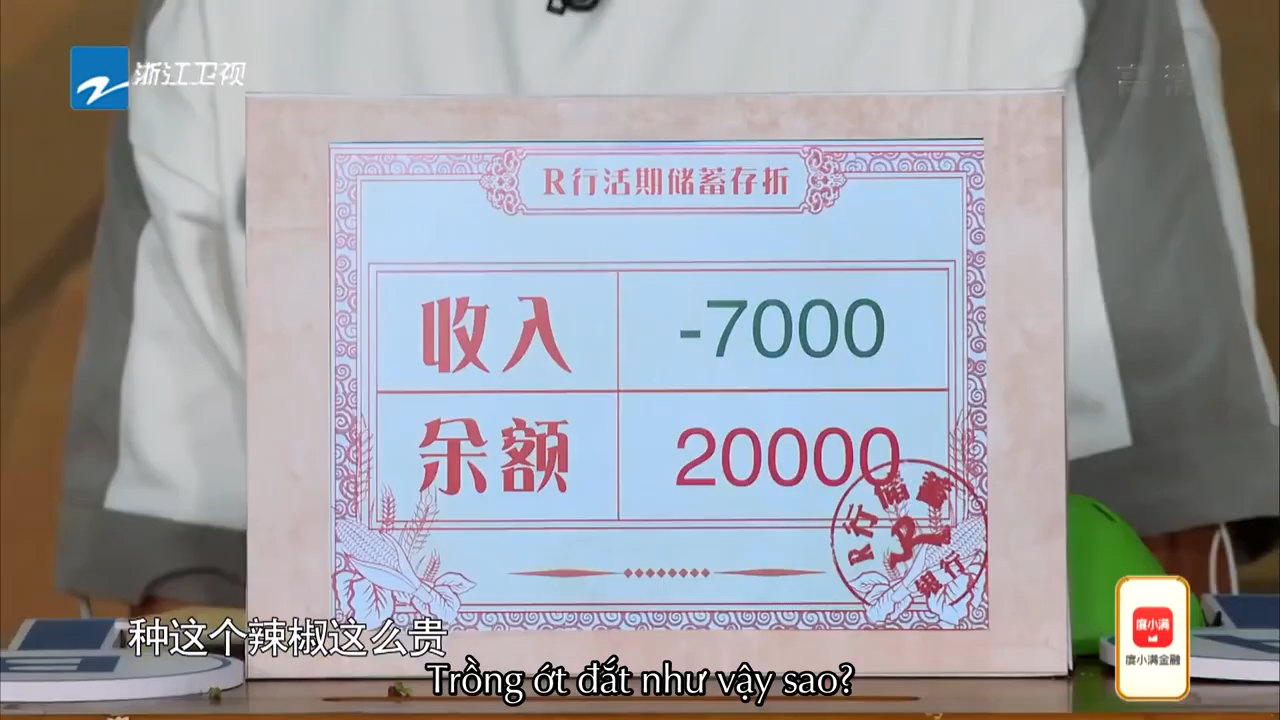 浙江卫视
高清
R行活期储蓄存折
收入
-7000
余额
20000
R行储蓄银行
种这个辣椒这么贵
Trồng ớt đắt như vậy sao?
度小满
度小满金融